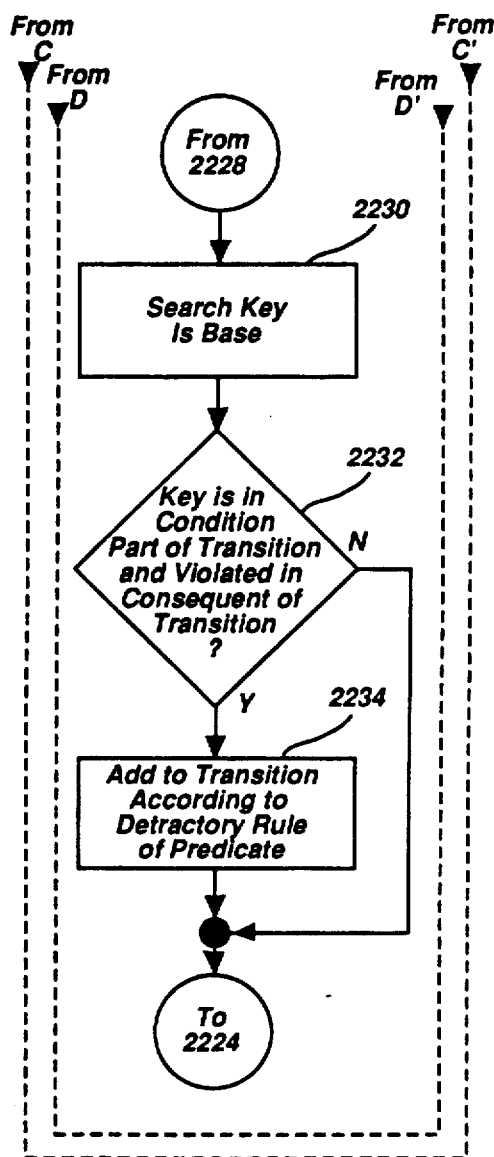 From
C
From
D
From
C'
From
D'
From
2228
2230
Search Key
Is Base
2232
Key is in
Condition
Part of Transition
and Violated in
Consequent of
Transition
?
N
Y
2234
Add to Transition
According to
Detractory Rule
of Predicate
To
2224